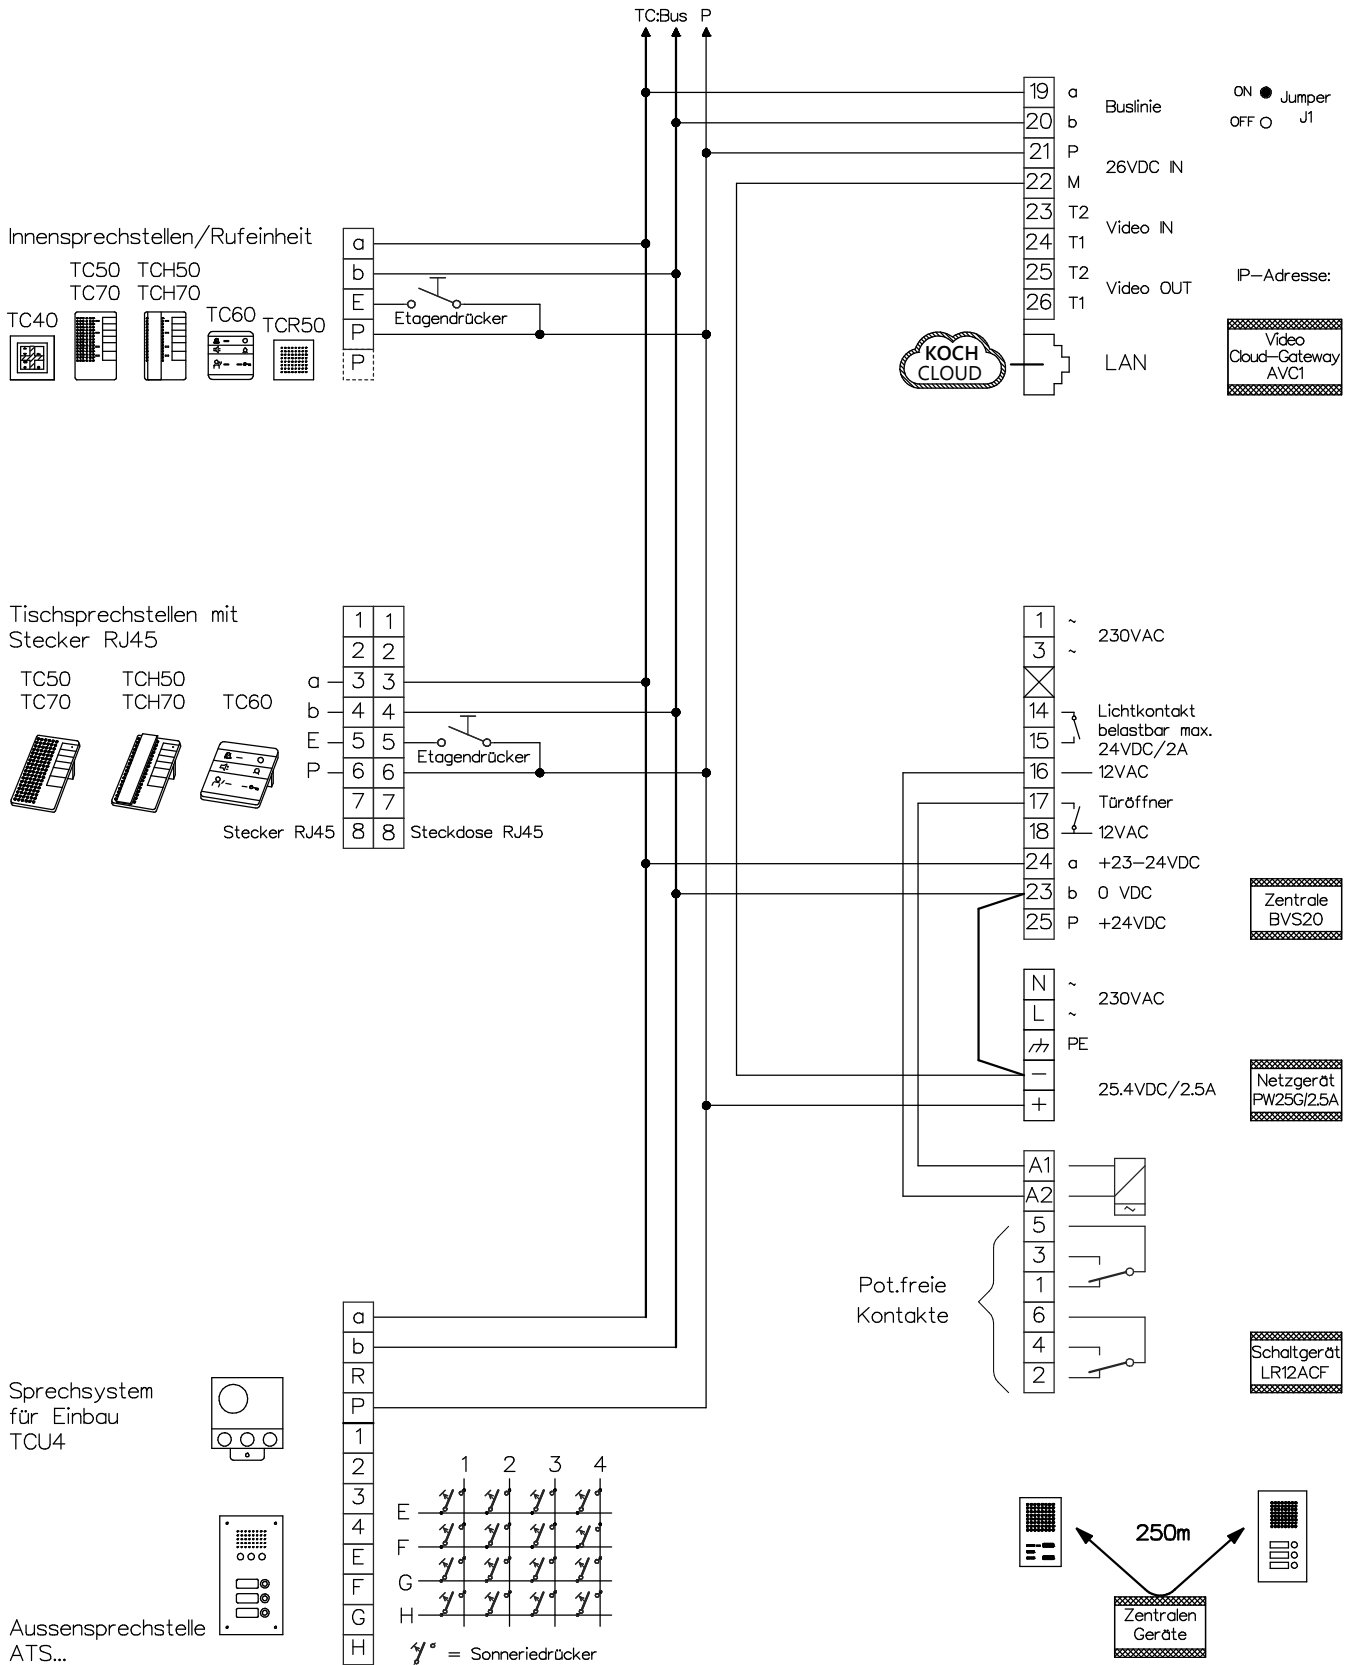 TC:Bus P
19 a
Buslinie
20 b
21 P
26VDC IN
22 M
23 T2
Video IN
24 T1
25 T2
Video OUT
26 T1
LAN
KOCH
CLOUD
ON Jumper
OFF J1
IP-Adresse:
Video
Cloud-Gateway
AVC1
Innensprechstellen/Rufeinheit
TC50 TCH50
TC70 TCH70
TC40
TC60
TCR50
a
b
E
P
P
Etagendrücker
Tischsprechstellen mit
Stecker RJ45
TC50 TCH50
TC70 TCH70 TC60
1 1
2 2
a 3 3
b 4 4
E 5 5
P 6 6
7 7
Stecker RJ45 8 8 Steckdose RJ45
Etagendrücker
1 ~
230VAC
3 ~
14 Lichtkontakt
belastbar max.
15 24VDC/2A
16 12VAC
17 Türöffner
18 12VAC
24 a +23-24VDC
23 b 0 VDC
25 P +24VDC
Zentrale
BVS20
N ~
230VAC
L ~
PE
-
25.4VDC/2.5A
+
Netzgerät
PW25G/2.5A
A1
A2
~
5
3
1
6
4
2
Pot.freie
Kontakte
Schaltgerät
LR12ACF
Sprechsystem
für Einbau
TCU4
Aussensprechstelle
ATS...
a
b
R
P
1
2
3
4
E
F
G
H
1 2 3 4
E
F
G
H
= Sonneriedrücker
250m
Zentralen
Geräte